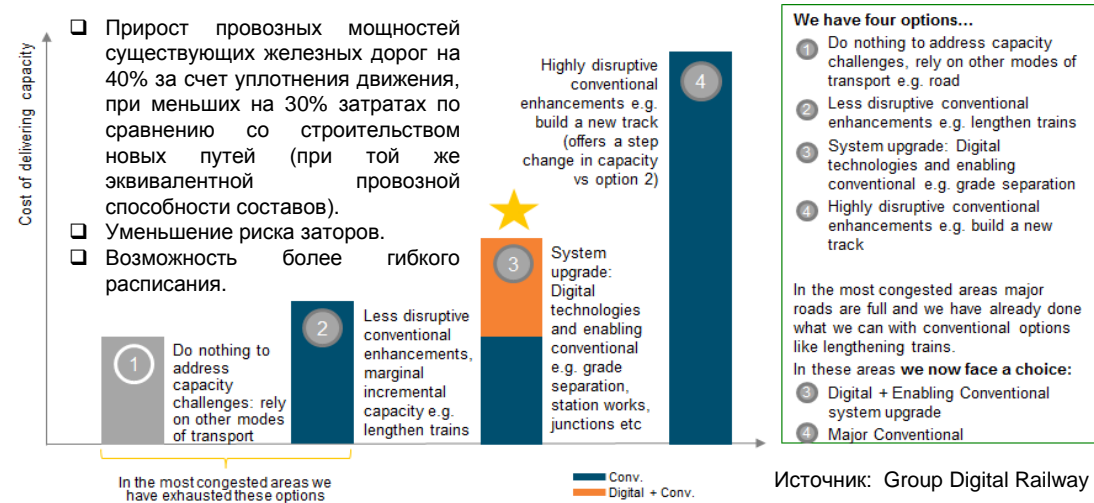 Cost of delivering capacity
❑ Прирост провозных мощностей
существующих железных дорог на
40% за счет уплотнения движения,
при меньших на 30% затратах по
сравнению со строительством
новых путей (при той же
эквивалентной провозной
способности составов).
❑ Уменьшение риска заторов.
❑ Возможность более гибкого
расписания.
1
Do nothing to
address
capacity
challenges: rely
on other modes
of transport
2
Less disruptive
conventional
enhancements,
marginal
incremental
capacity e.g.
lengthen trains
3
System
upgrade:
Digital
technologies
and enabling
conventional
e.g. grade
separation,
station works,
junctions etc
Highly disruptive
conventional
enhancements e.g.
build a new track
(offers a step
change in capacity
vs option 2)
4
In the most congested areas we
have exhausted these options
Conv.
Digital + Conv.
We have four options…
1 Do nothing to address capacity
challenges, rely on other modes of
transport e.g. road
2 Less disruptive conventional
enhancements e.g. lengthen trains
3 System upgrade: Digital
technologies and enabling
conventional e.g. grade separation
4 Highly disruptive conventional
enhancements e.g. build a new
track
In the most congested areas major
roads are full and we have already done
what we can with conventional options
like lengthening trains.
In these areas we now face a choice:
3 Digital + Enabling Conventional
system upgrade
4 Major Conventional
Источник: Group Digital Railway